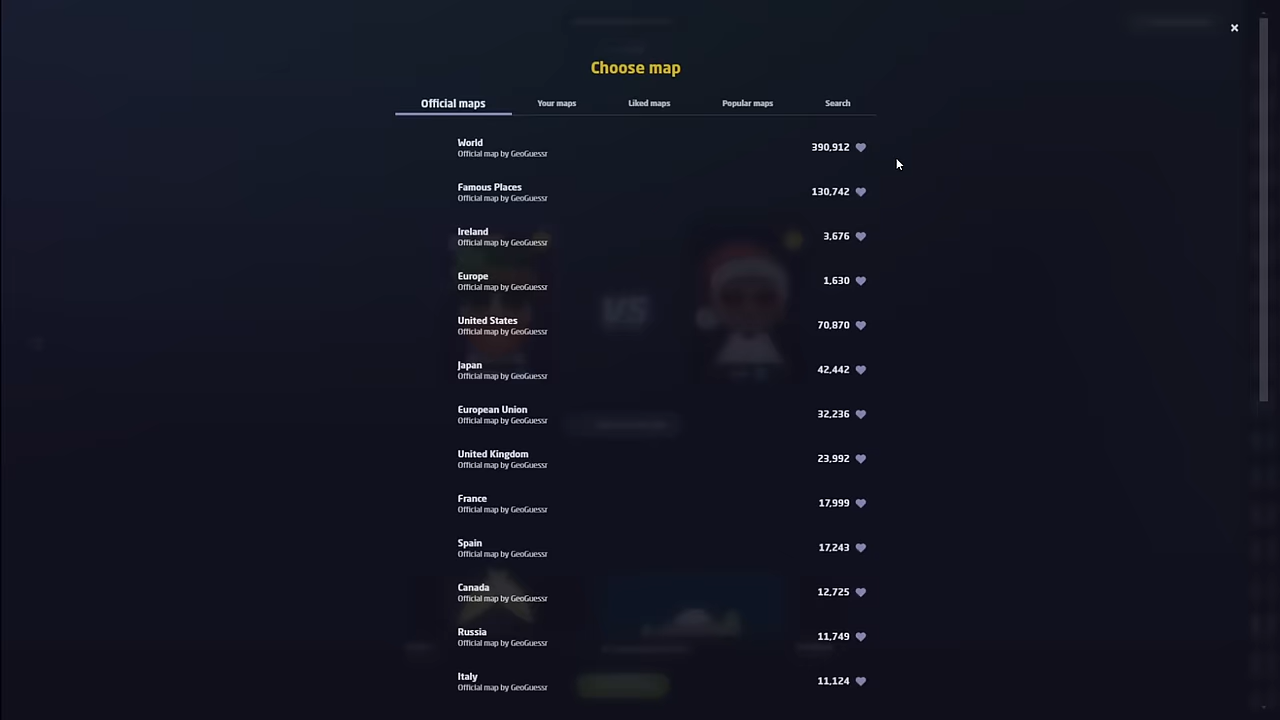 Choose map
Official maps
Your maps
Liked maps
Popular maps
Search
World
Official map by GeoGuessr
390,912
Famous Places
Official map by GeoGuessr
130,742
Ireland
Official map by GeoGuessr
3,676
Europe
Official map by GeoGuessr
1,630
United States
Official map by GeoGuessr
70,870
Japan
Official map by GeoGuessr
42,442
European Union
Official map by GeoGuessr
32,236
United Kingdom
Official map by GeoGuessr
23,992
France
Official map by GeoGuessr
17,999
Spain
Official map by GeoGuessr
17,243
Canada
Official map by GeoGuessr
12,725
Russia
Official map by GeoGuessr
11,749
Italy
Official map by GeoGuessr
11,124
VS